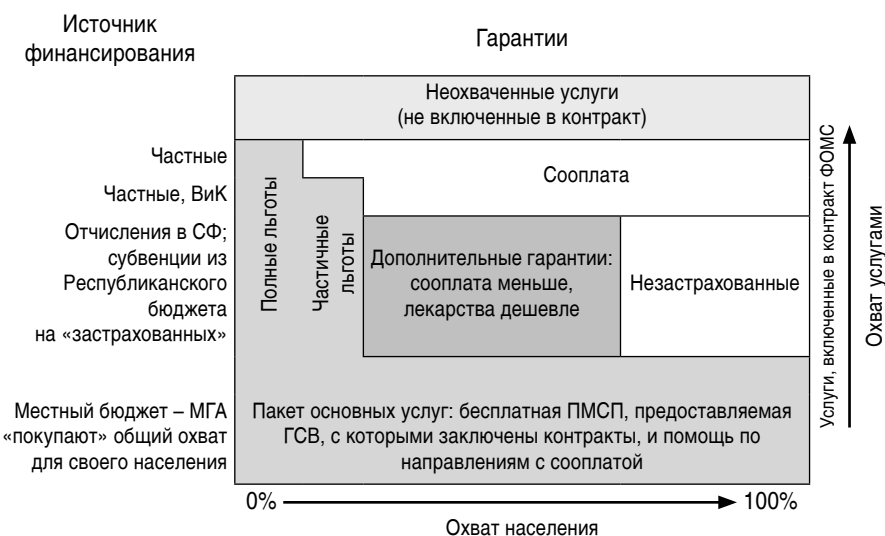 Источник
финансирования
Гарантии
Неохваченные услуги
(не включенные в контракт)
Частные
Частные, ВиК
Отчисления в СФ;
субвенции из
Республиканского
бюджета
на «застрахованных»
Местный бюджет – МГА
«покупают» общий охват
для своего населения
Полные льготы
Частичные
льготы
Сооплата
Дополнительные гарантии:
сооплата меньше,
лекарства дешевле
Незастрахованные
Пакет основных услуг: бесплатная ПМСП, предоставляемая
ГСВ, с которыми заключены контракты, и помощь по
направлениям с сооплатой
Услуги, включенные в контракт ФОМС
Охват услугами
0%
100%
Охват населения